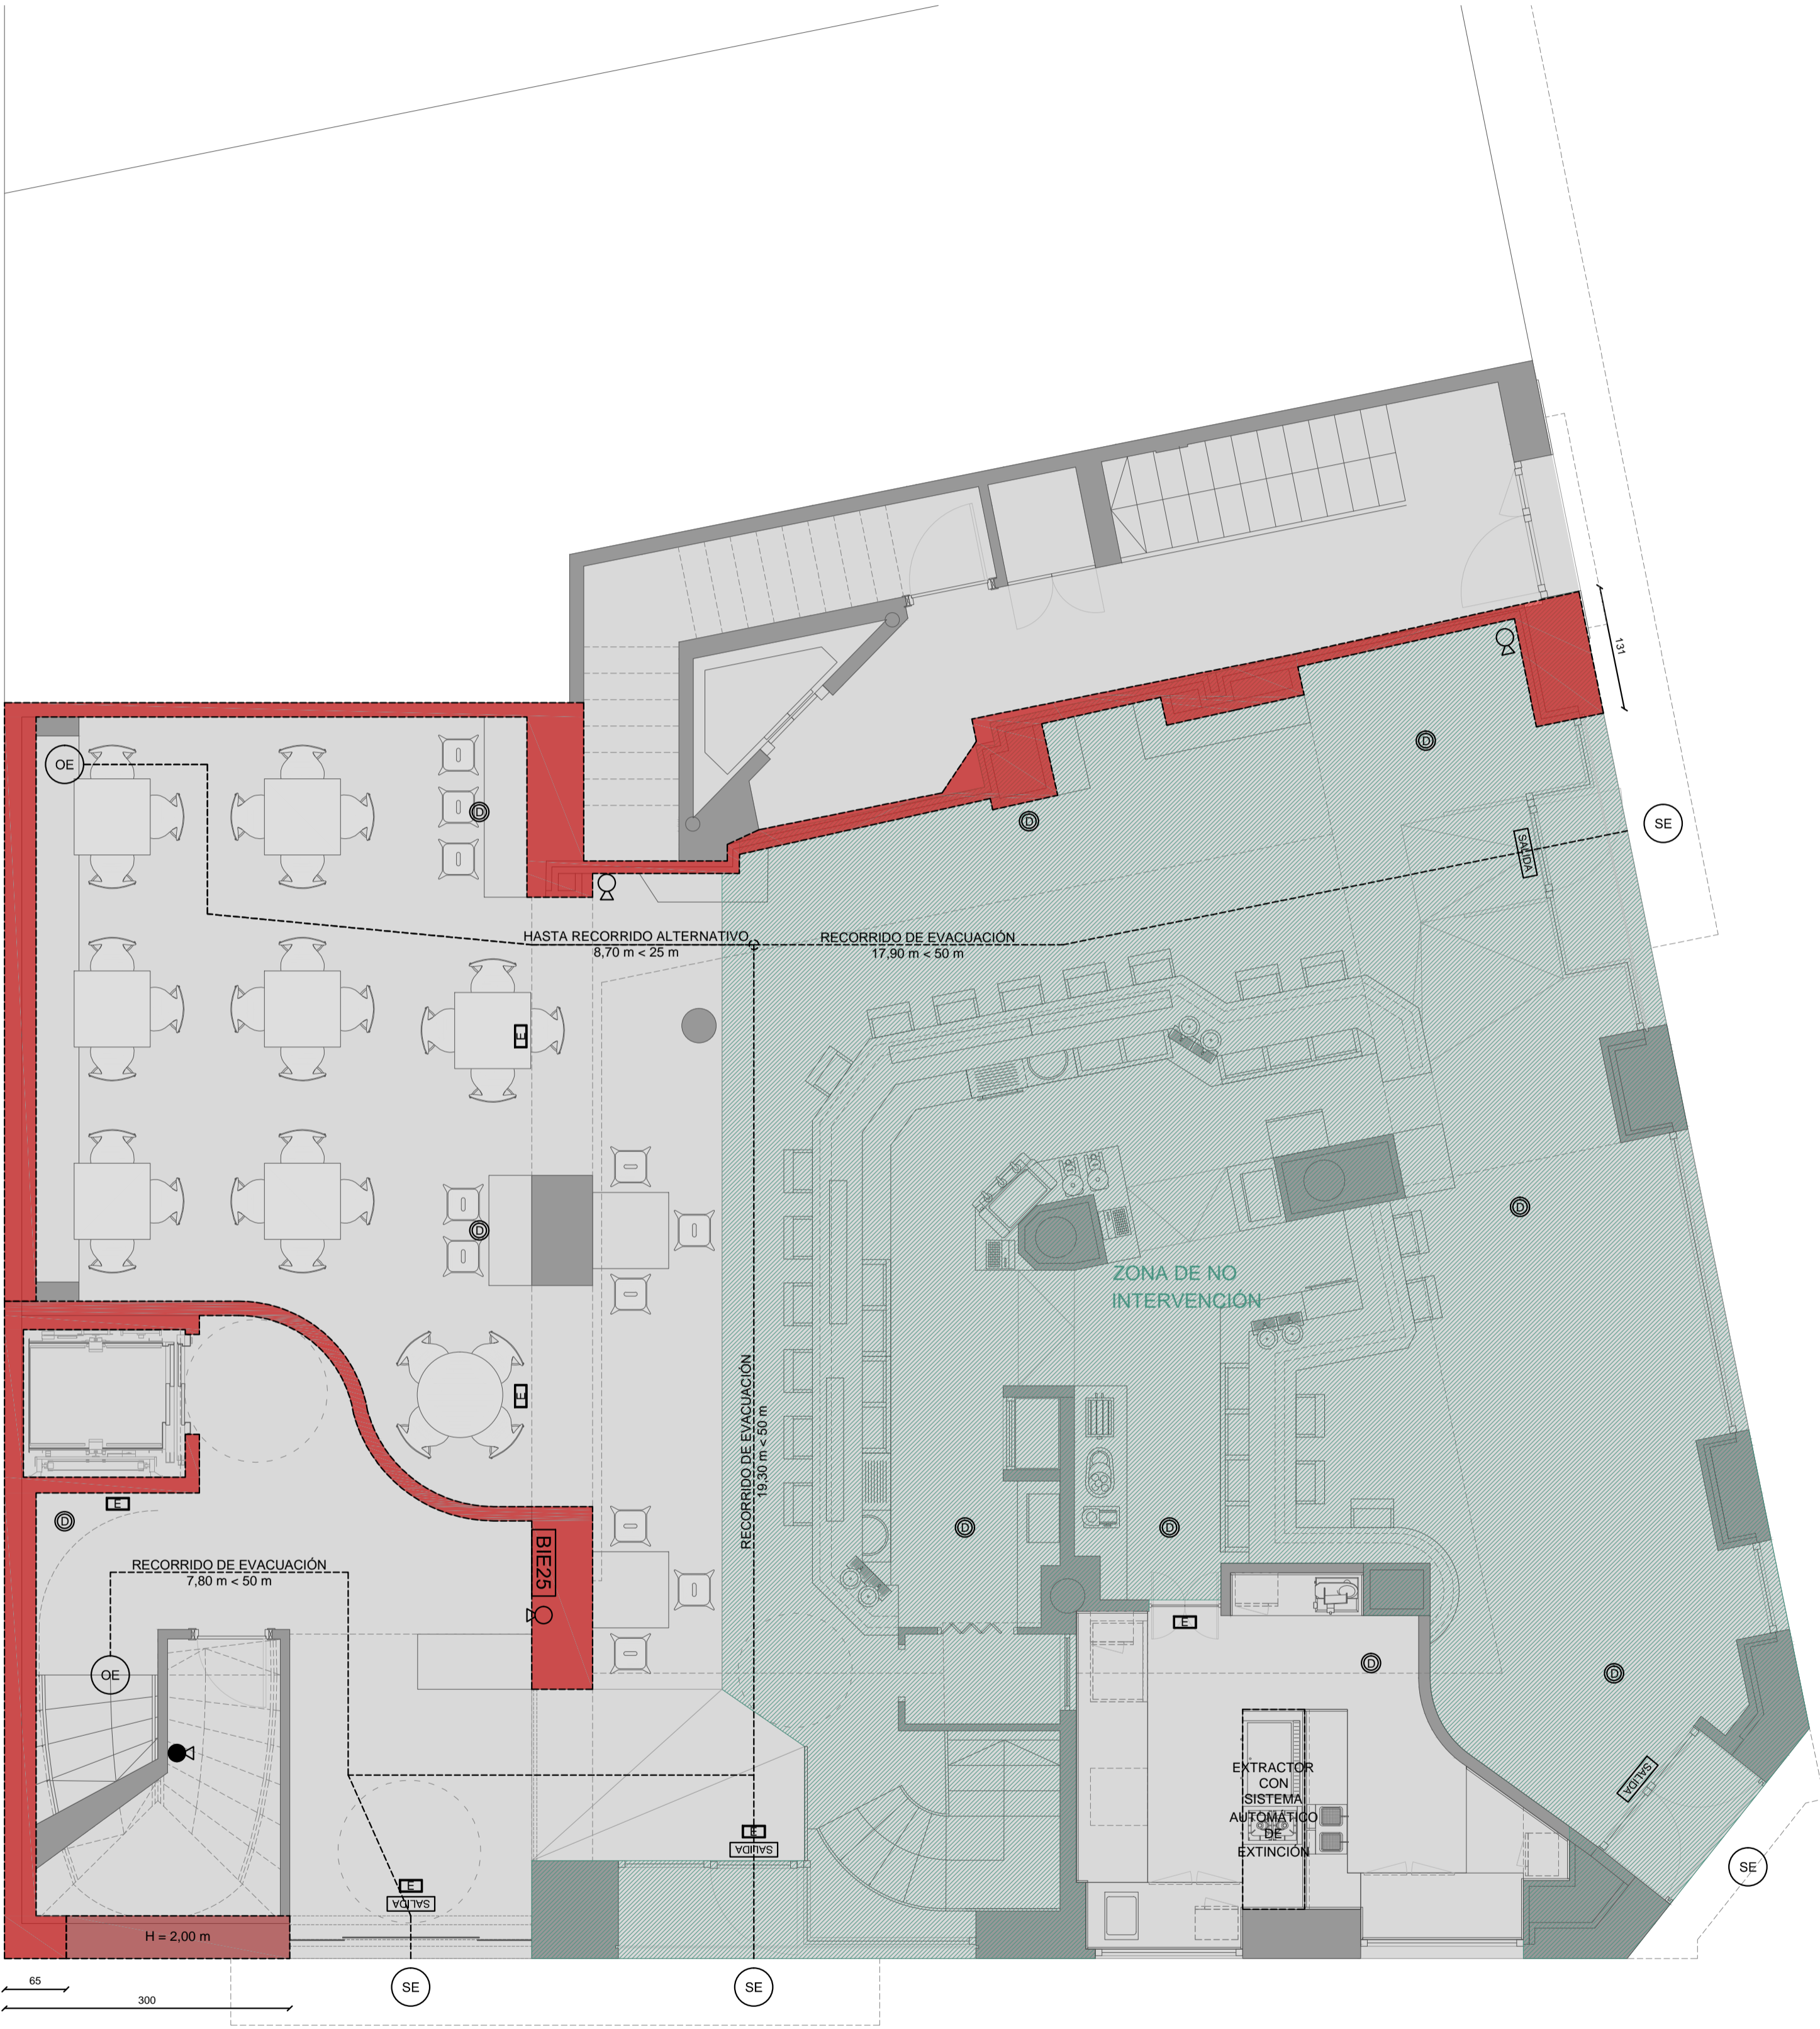 131
OE
D
D
D
SE
SALIDA
HASTA RECORRIDO ALTERNATIVO
8,70 m < 25 m
RECORRIDO DE EVACUACIÓN
17,90 m < 50 m
E
D
D
ZONA DE NO
INTERVENCIÓN
RECORRIDO DE EVACUACIÓN
19,30 m < 50 m
E
E
D
BIE25
D
D
RECORRIDO DE EVACUACIÓN
7,80 m < 50 m
E
OE
D
D
EXTRACTOR
CON
SISTEMA
AUTOMÁTICO
DE
EXTINCIÓN
SALIDA
E
SALIDA
SE
E
SALIDA
H = 2,00 m
65
300
SE
SE